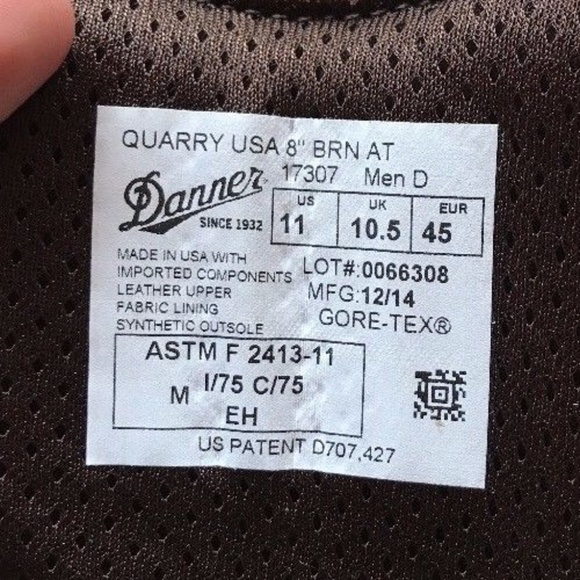 QUARRY USA 8" BRN AT
17307 Men D
Danner
SINCE 1932
US UK EUR
11 10.5 45
MADE IN USA WITH
IMPORTED COMPONENTS
LEATHER UPPER
FABRIC LINING
SYNTHETIC OUTSOLE
LOT#:0066308
MFG:12/14
GORE-TEX®
ASTM F 2413-11
M I/75 C/75
EH
US PATENT D707,427